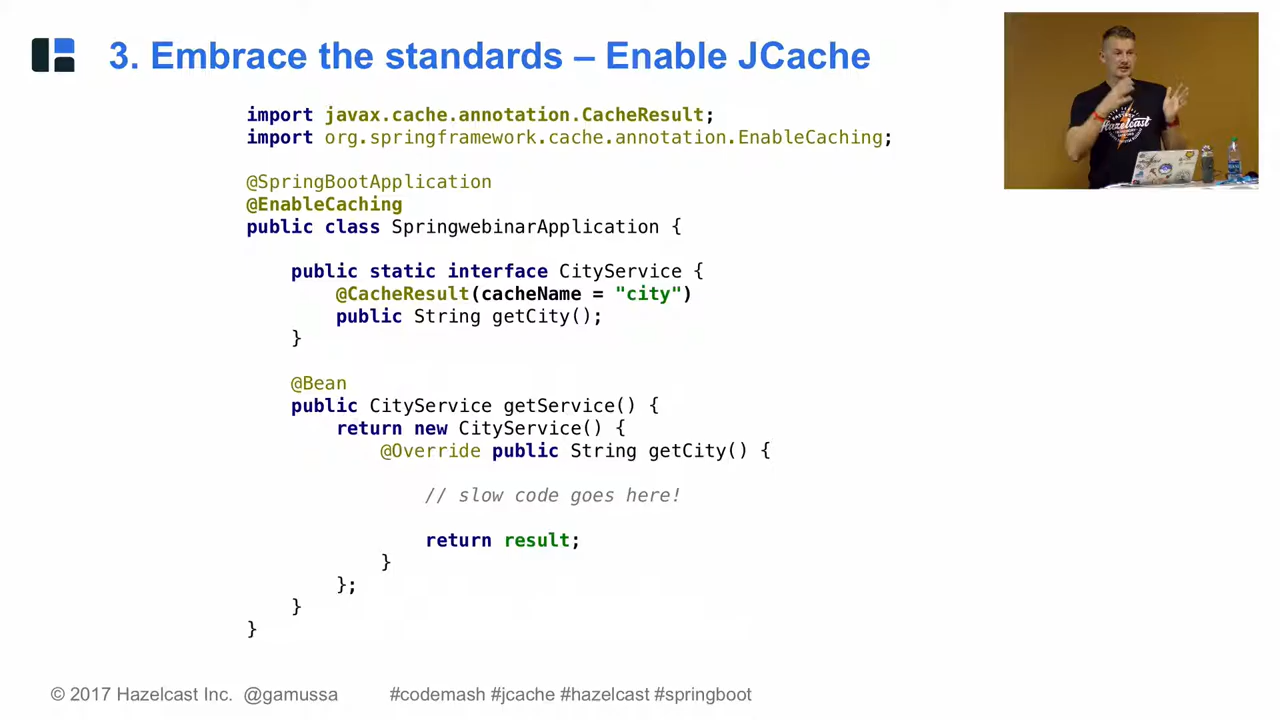 3. Embrace the standards – Enable JCache
import javax.cache.annotation.CacheResult;
import org.springframework.cache.annotation.EnableCaching;
@SpringBootApplication
@EnableCaching
public class SpringwebinarApplication {
public static interface CityService {
@CacheResult(cacheName = "city")
public String getCity();
}
@Bean
public CityService getService() {
return new CityService() {
@Override public String getCity() {
// slow code goes here!
return result;
}
};
}
}
Hazelcast
© 2017 Hazelcast Inc. @gamussa #codemash #jcache #hazelcast #springboot